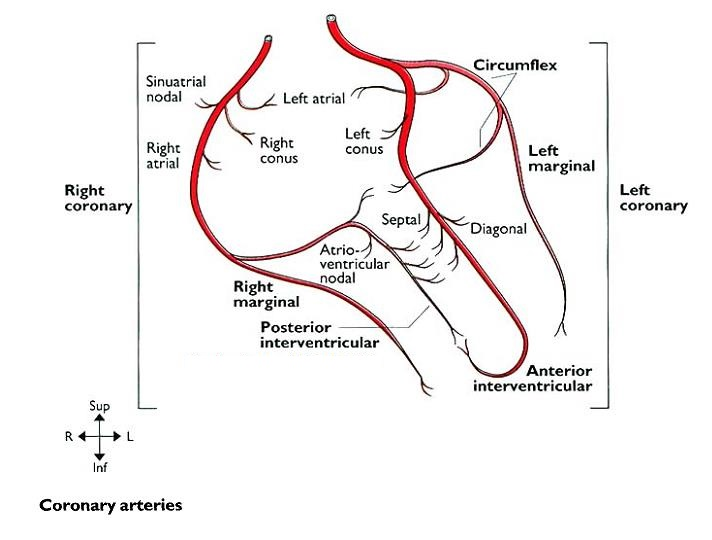 Circumflex
Sinuatrial
nodal
Left atrial
Right
conus
Left
conus
Right
atrial
Left
marginal
Right
coronary
Left
coronary
Septal
Diagonal
Atrio-
ventricular
nodal
Right
marginal
Posterior
interventricular
Anterior
interventricular
Sup
R
L
Inf
Coronary arteries